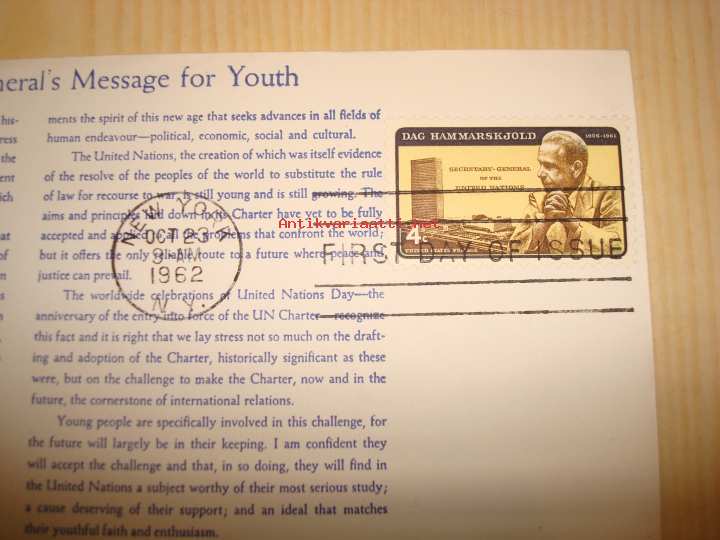 neral's Message for Youth
his-
ress
the
ent
ich
at
ments the spirit of this new age that seeks advances in all fields of
human endeavour—political, economic, social and cultural.
The United Nations, the creation of which was itself evidence
of the resolve of the peoples of the world to substitute the rule
of law for recourse to war, is still young and is still growing. The
aims and principles laid down in its Charter have yet to be fully
accepted and applied to all the problems that confront the world;
but it offers the only reliable route to a future where peace and
justice can prevail.
The worldwide celebrations of United Nations Day—the
anniversary of the entry into force of the UN Charter—recognize
this fact and it is right that we lay stress not so much on the draft-
ing and adoption of the Charter, historically significant as these
were, but on the challenge to make the Charter, now and in the
future, the cornerstone of international relations.
Young people are specifically involved in this challenge, for
the future will largely be in their keeping. I am confident they
will accept the challenge and that, in so doing, they will find in
the United Nations a subject worthy of their most serious study;
a cause deserving of their support; and an ideal that matches
their youthful faith and enthusiasm.
NEW YORK
OCT 23
9-AM
1962
N.Y.
DAG HAMMARSKJOLD 1905-1961
SECRETARY-GENERAL
OF THE
UNITED NATIONS
4c
UNITED STATES POSTAGE
FIRST DAY OF ISSUE
Antikvariaatti.net